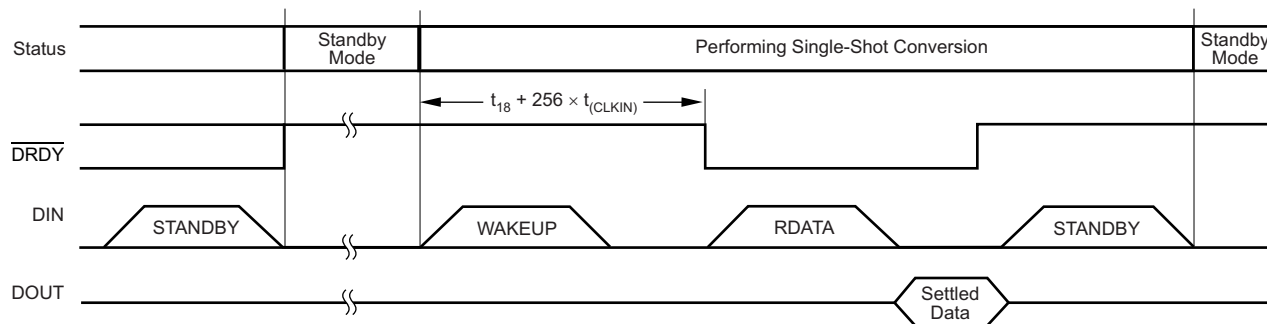 Status
Standby
Mode
Performing Single-Shot Conversion
Standby
Mode
t18 + 256 × t(CLKIN)
DRDY
DIN
STANDBY
WAKEUP
RDATA
STANDBY
DOUT
Settled
Data